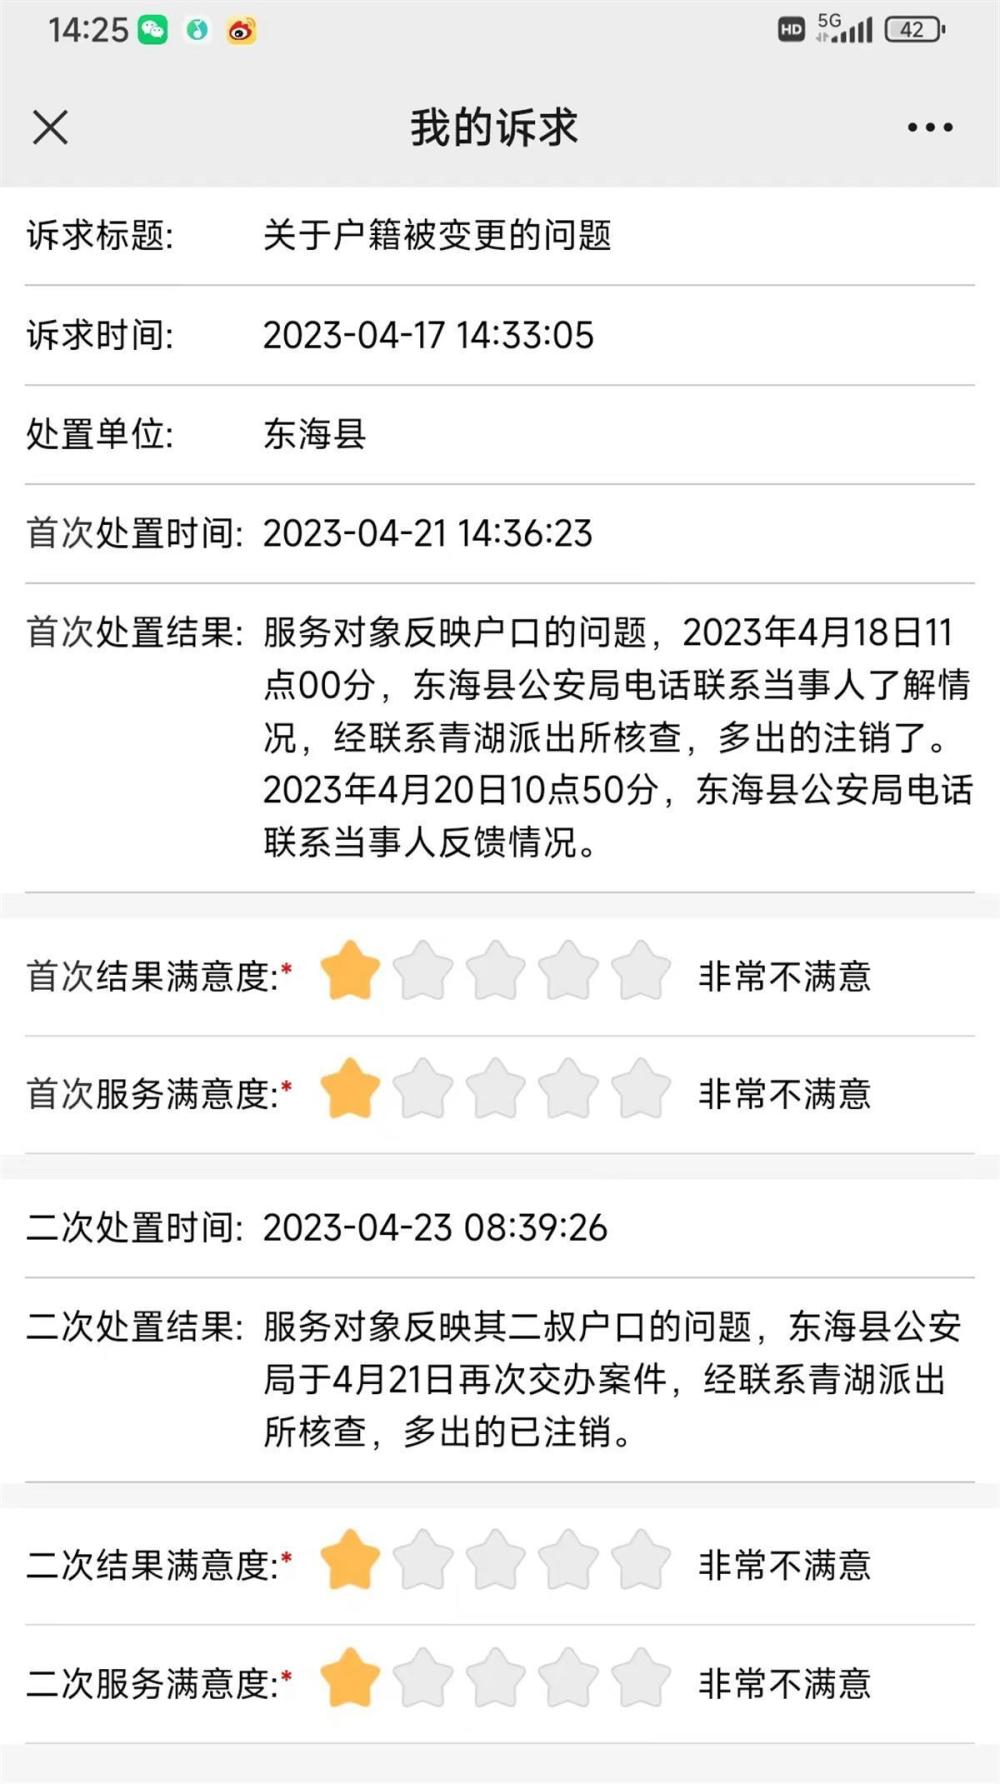 14:25 HD 5G 42
我的诉求
诉求标题: 关于户籍被变更的问题
诉求时间: 2023-04-17 14:33:05
处置单位: 东海县
首次处置时间: 2023-04-21 14:36:23
首次处置结果: 服务对象反映户口的问题，2023年4月18日11
点00分，东海县公安局电话联系当事人了解情
况，经联系青湖派出所核查，多出的注销了。
2023年4月20日10点50分，东海县公安局电话
联系当事人反馈情况。
首次结果满意度:* 非常不满意
首次服务满意度:* 非常不满意
二次处置时间: 2023-04-23 08:39:26
二次处置结果: 服务对象反映其二叔户口的问题，东海县公安
局于4月21日再次交办案件，经联系青湖派出
所核查，多出的已注销。
二次结果满意度:* 非常不满意
二次服务满意度:* 非常不满意